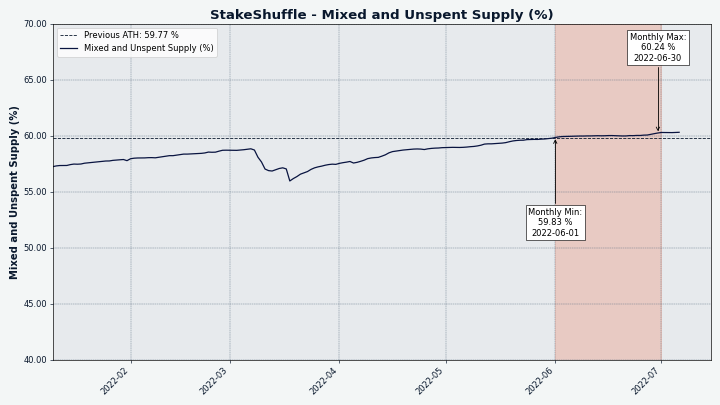 StakeShuffle - Mixed and Unspent Supply (%)
Previous ATH: 59.77 %
Mixed and Unspent Supply (%)
Monthly Max:
60.24 %
2022-06-30
Monthly Min:
59.83 %
2022-06-01
Mixed and Unspent Supply (%)
70.00
65.00
60.00
55.00
50.00
45.00
40.00
2022-02
2022-03
2022-04
2022-05
2022-06
2022-07